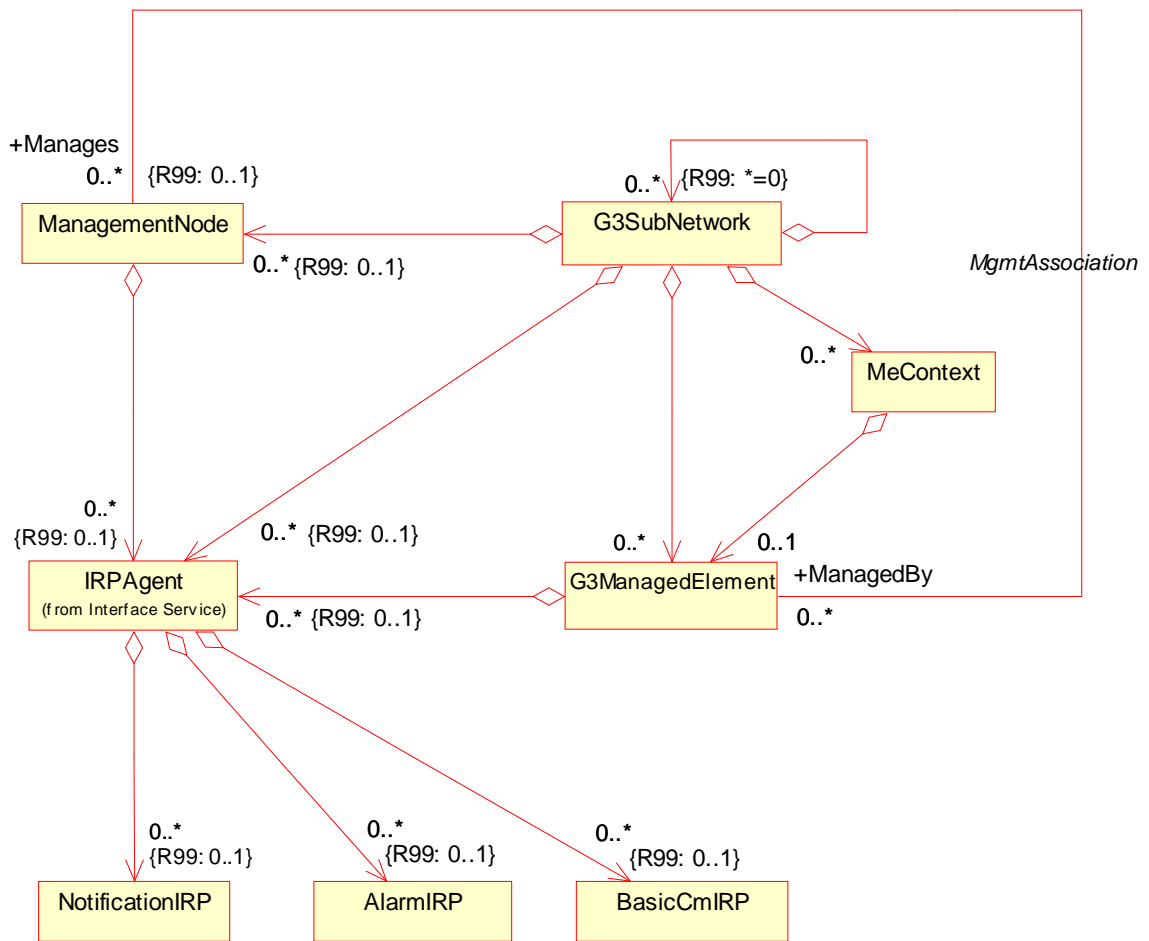 +Manages
0..* {R99: 0..1}
0..* {R99: *=0}
ManagementNode
G3SubNetwork
0..* {R99: 0..1}
MgmtAssociation
0..*
MeContext
0..*
{R99: 0..1}
0..* {R99: 0..1}
0..*
0..1
IRPAgent
(from Interface Service)
G3ManagedElement
+ManagedBy
0..* {R99: 0..1}
0..*
0..*
{R99: 0..1}
0..*
{R99: 0..1}
0..*
{R99: 0..1}
NotificationIRP
AlarmIRP
BasicCmIRP